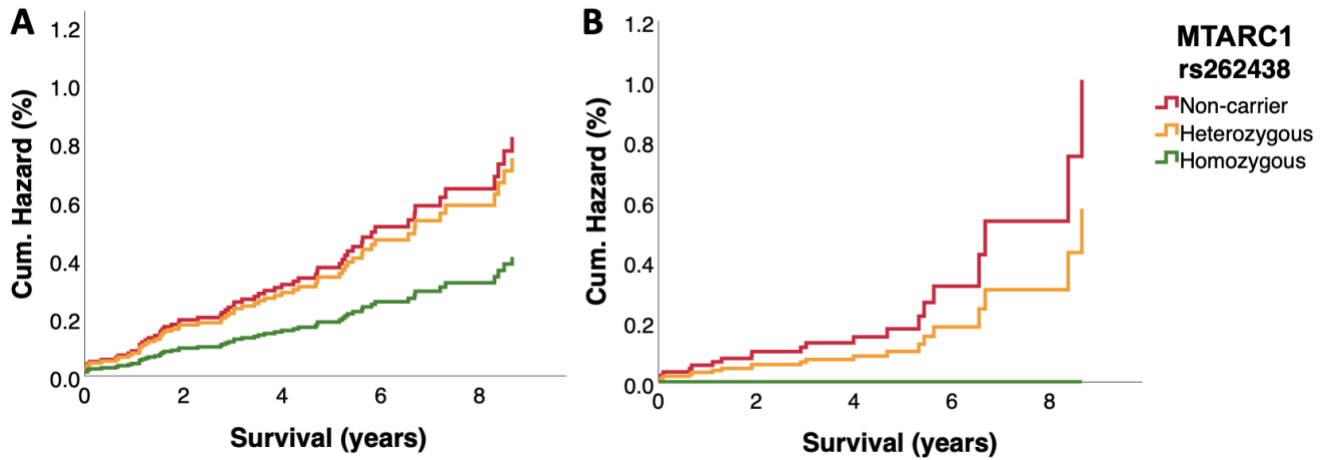 A
Cum. Hazard (%)
1.2
1.0
0.8
0.6
0.4
0.2
0.0
0 2 4 6 8
Survival (years)
B
Cum. Hazard (%)
1.2
1.0
0.8
0.6
0.4
0.2
0.0
0 2 4 6 8
Survival (years)
MTARC1
rs262438
Non-carrier
Heterozygous
Homozygous